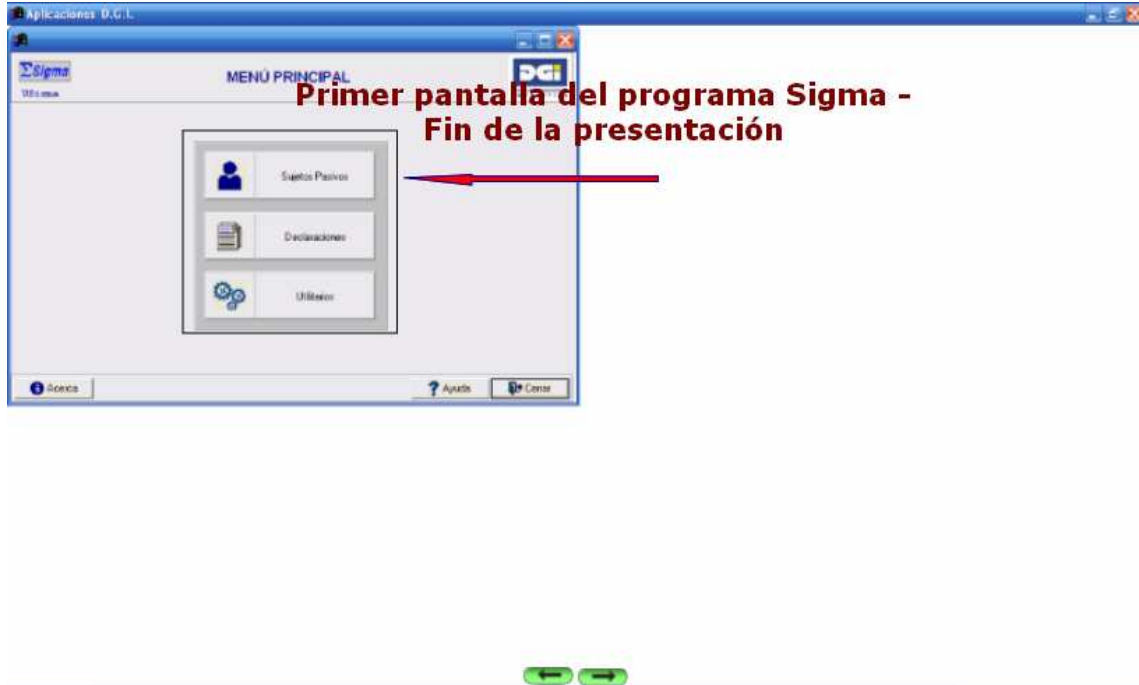 Aplicaciones D.G.I.
ΣSigma
MENÚ PRINCIPAL
DGI
Primer pantalla del programa Sigma -
Fin de la presentación
Sujetos Pasivos
Declaraciones
Utilitarios
Acerca
? Ayuda
Cerrar